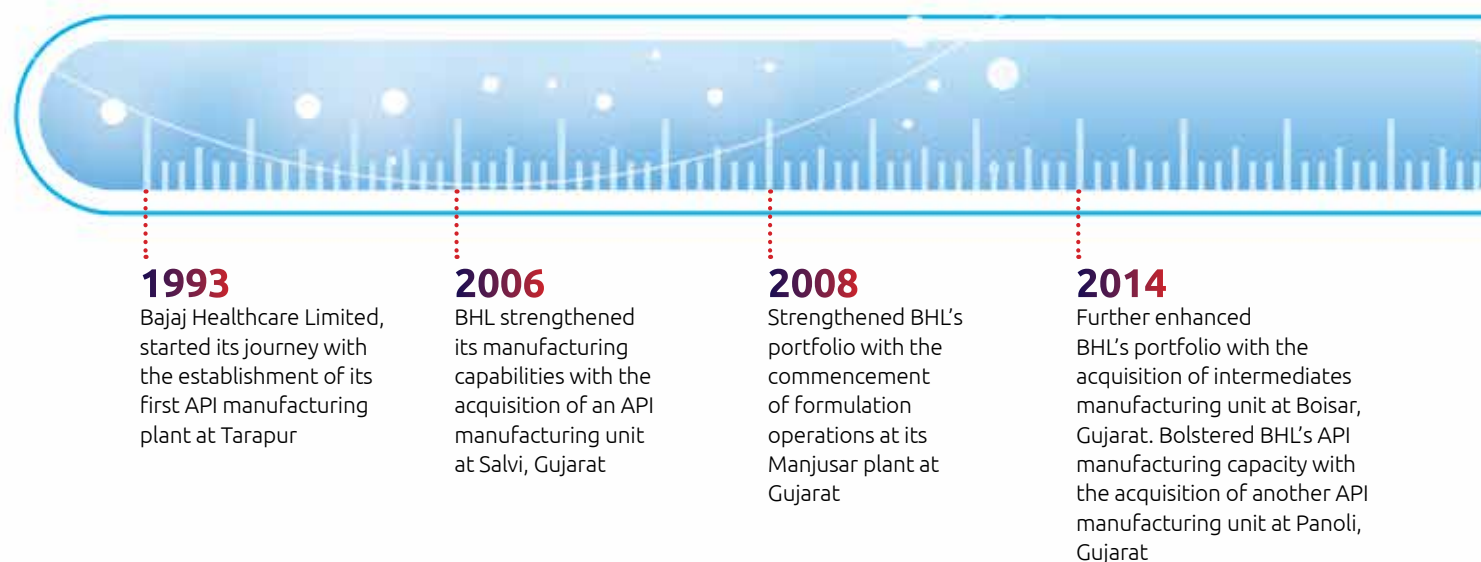 1993
Bajaj Healthcare Limited,
started its journey with
the establishment of its
first API manufacturing
plant at Tarapur
2006
BHL strengthened
its manufacturing
capabilities with the
acquisition of an API
manufacturing unit
at Salvi, Gujarat
2008
Strengthened BHL’s
portfolio with the
commencement
of formulation
operations at its
Manjusar plant at
Gujarat
2014
Further enhanced
BHL’s portfolio with the
acquisition of intermediates
manufacturing unit at Boisar,
Gujarat. Bolstered BHL’s API
manufacturing capacity with
the acquisition of another API
manufacturing unit at Panoli,
Gujarat